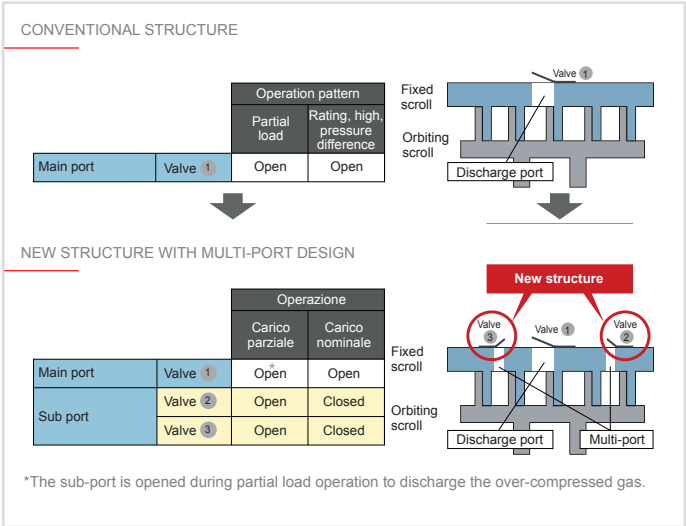 CONVENTIONAL STRUCTURE
Operation pattern
Partial load
Rating, high, pressure difference
Main port Valve 1 Open Open
Valve 1
Fixed scroll
Orbiting scroll
Discharge port
NEW STRUCTURE WITH MULTI-PORT DESIGN
Operazione
Carico parziale
Carico nominale
Main port Valve 1 Open* Open
Sub port Valve 2 Open Closed
Valve 3 Open Closed
New structure
Valve 3
Valve 1
Valve 2
Fixed scroll
Orbiting scroll
Discharge port
Multi-port
*The sub-port is opened during partial load operation to discharge the over-compressed gas.